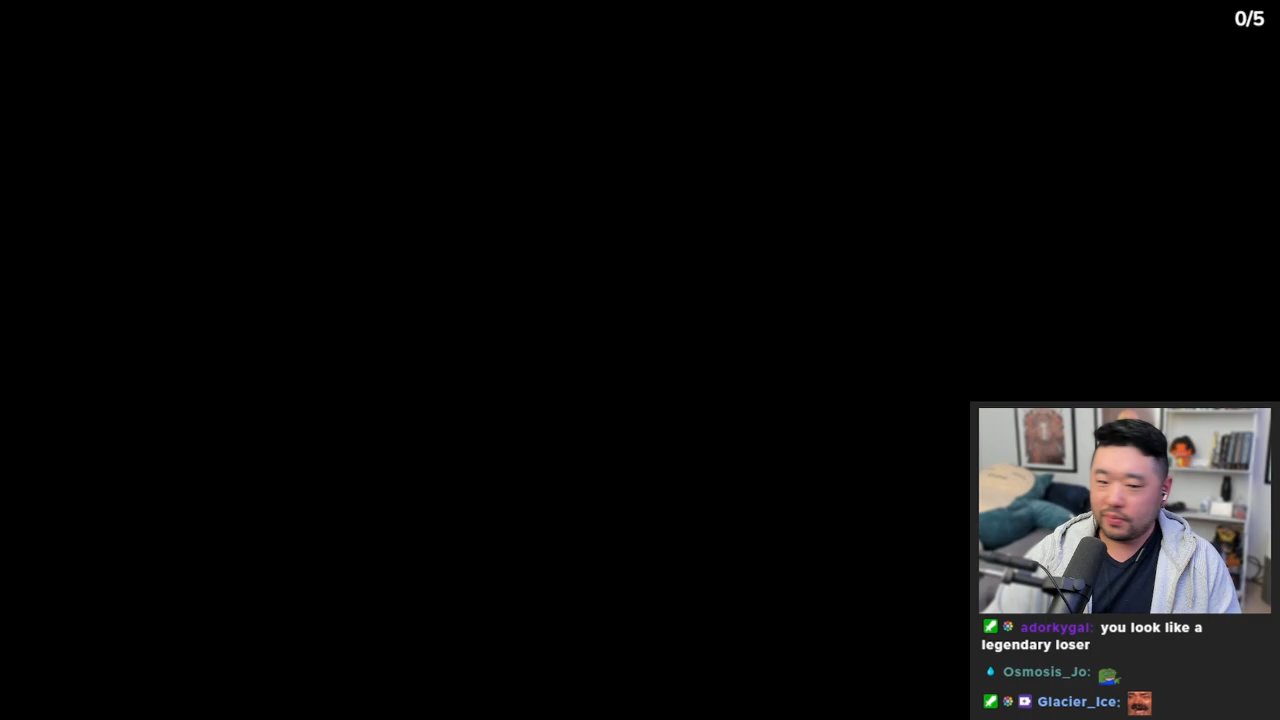 0/5
adorkygal: you look like a
legendary loser
Osmosis_Jo:
Glacier_Ice: